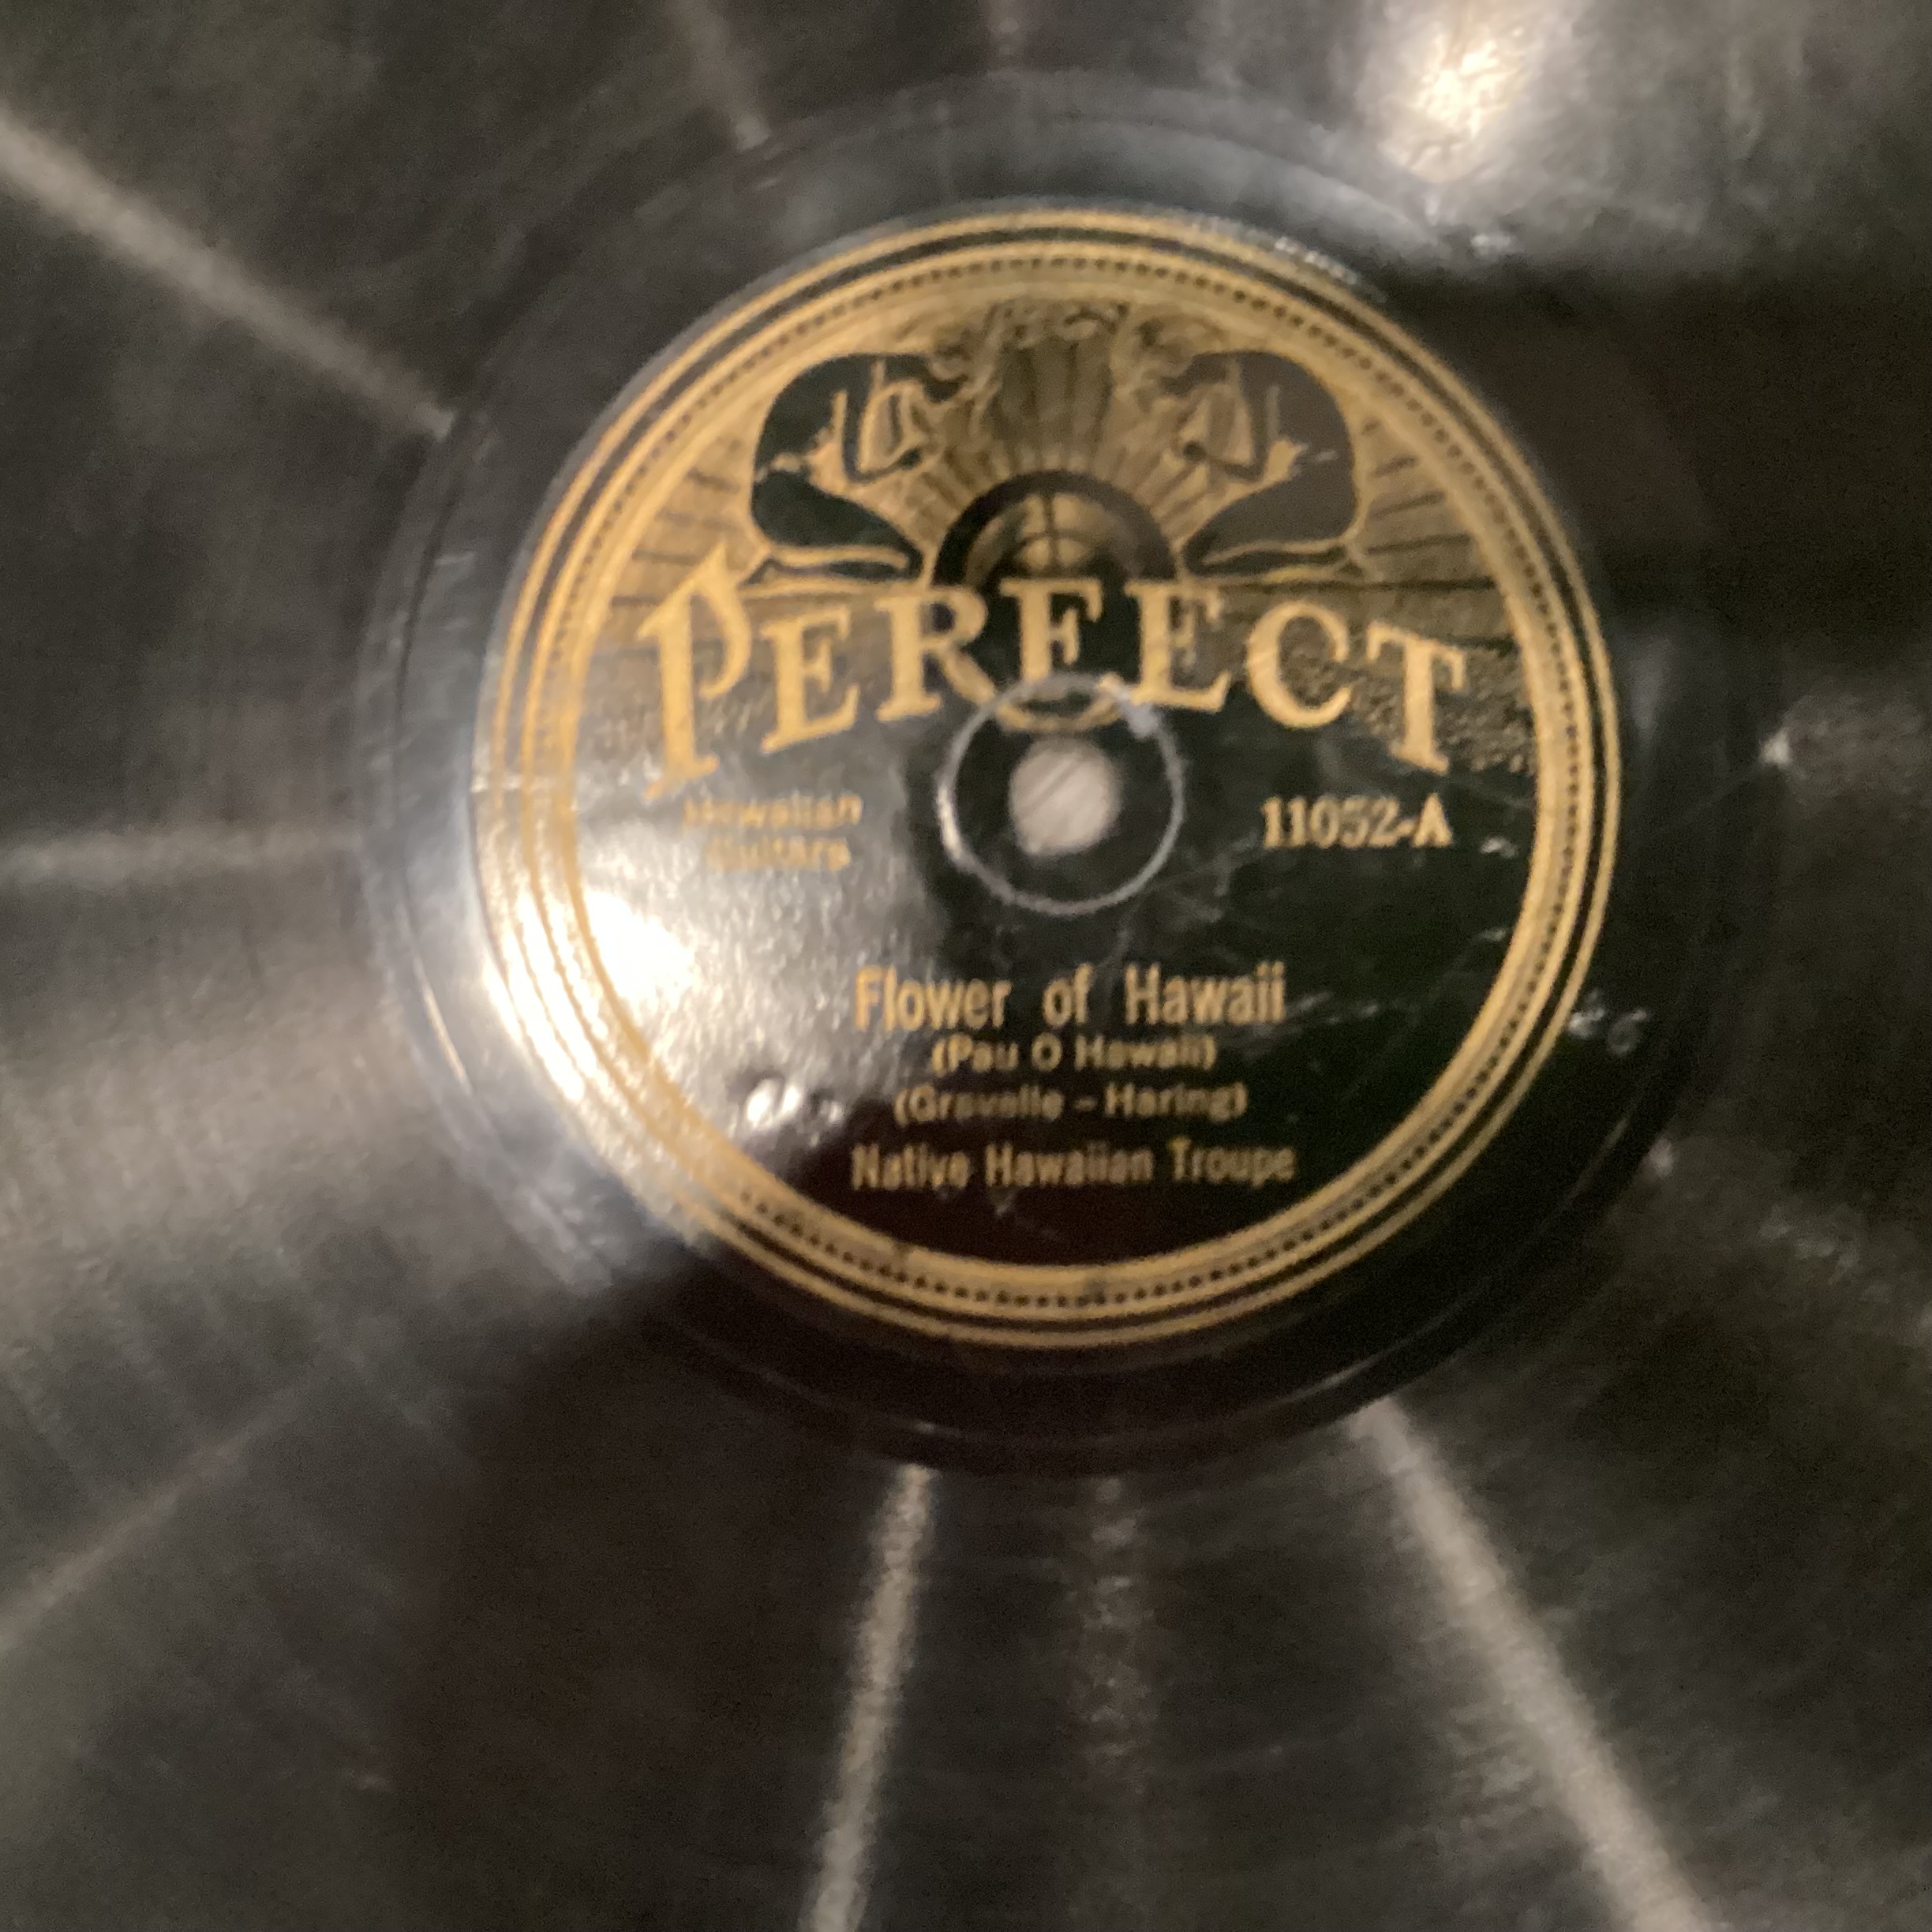 PERFECT
Hawaiian
Guitars
11052-A
Flower of Hawaii
(Pau O Hawaii)
(Gravelle - Haring)
Native Hawaiian Troupe